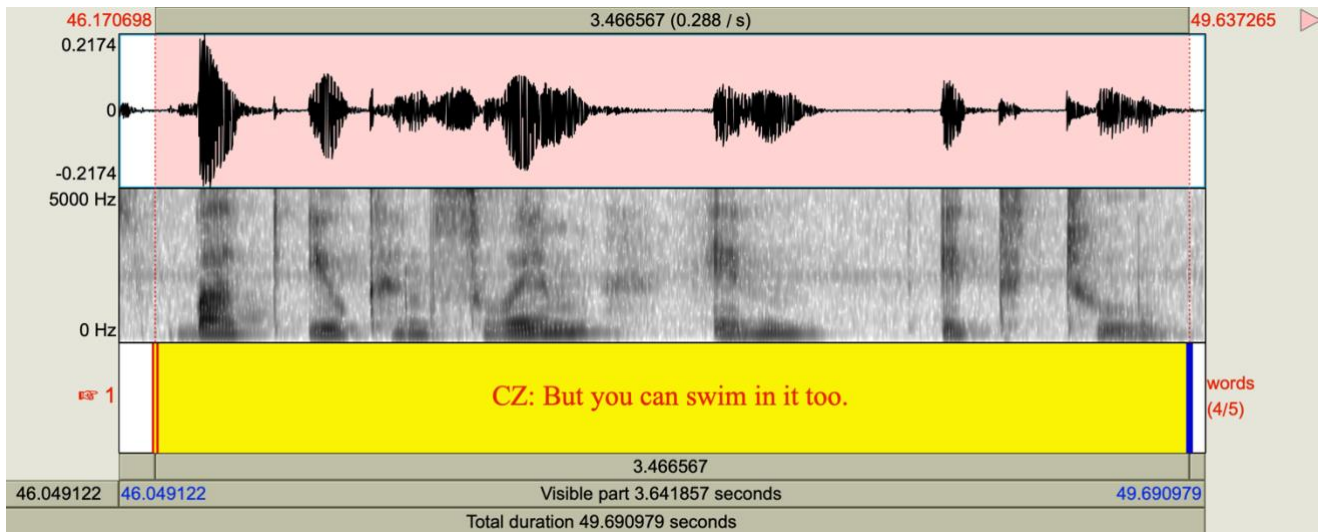 46.170698 3.466567 (0.288 / s) 49.637265
0.2174
0
-0.2174
5000 Hz
0 Hz
☞ 1 CZ: But you can swim in it too. words
(4/5)
3.466567
46.049122 46.049122 Visible part 3.641857 seconds 49.690979
Total duration 49.690979 seconds